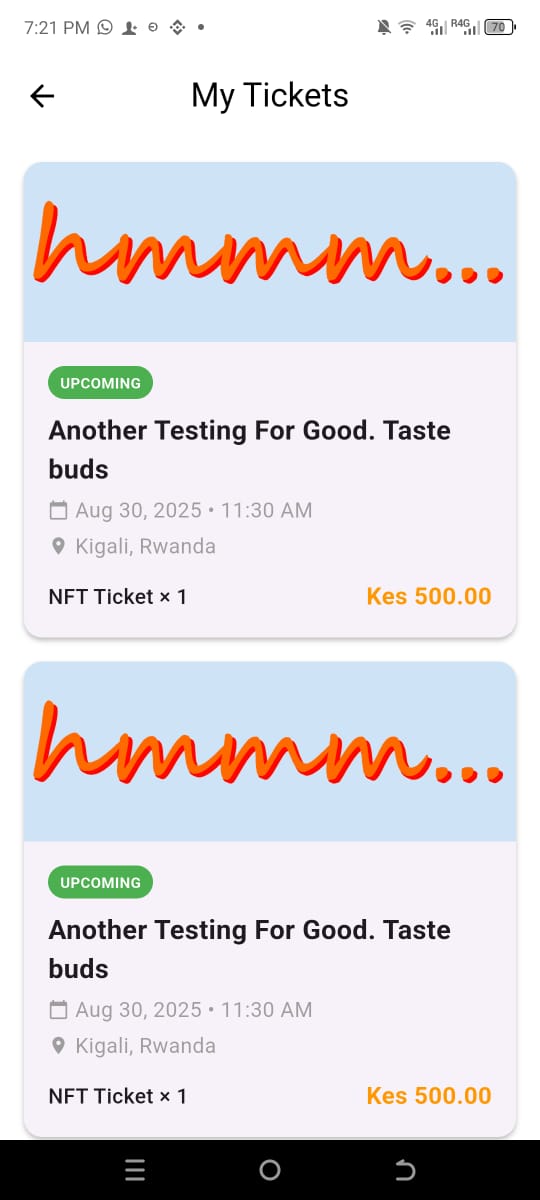 7:21 PM
4G R4G 70
My Tickets
hmmm...
UPCOMING
Another Testing For Good. Taste
buds
Aug 30, 2025 • 11:30 AM
Kigali, Rwanda
NFT Ticket × 1 Kes 500.00
hmmm...
UPCOMING
Another Testing For Good. Taste
buds
Aug 30, 2025 • 11:30 AM
Kigali, Rwanda
NFT Ticket × 1 Kes 500.00